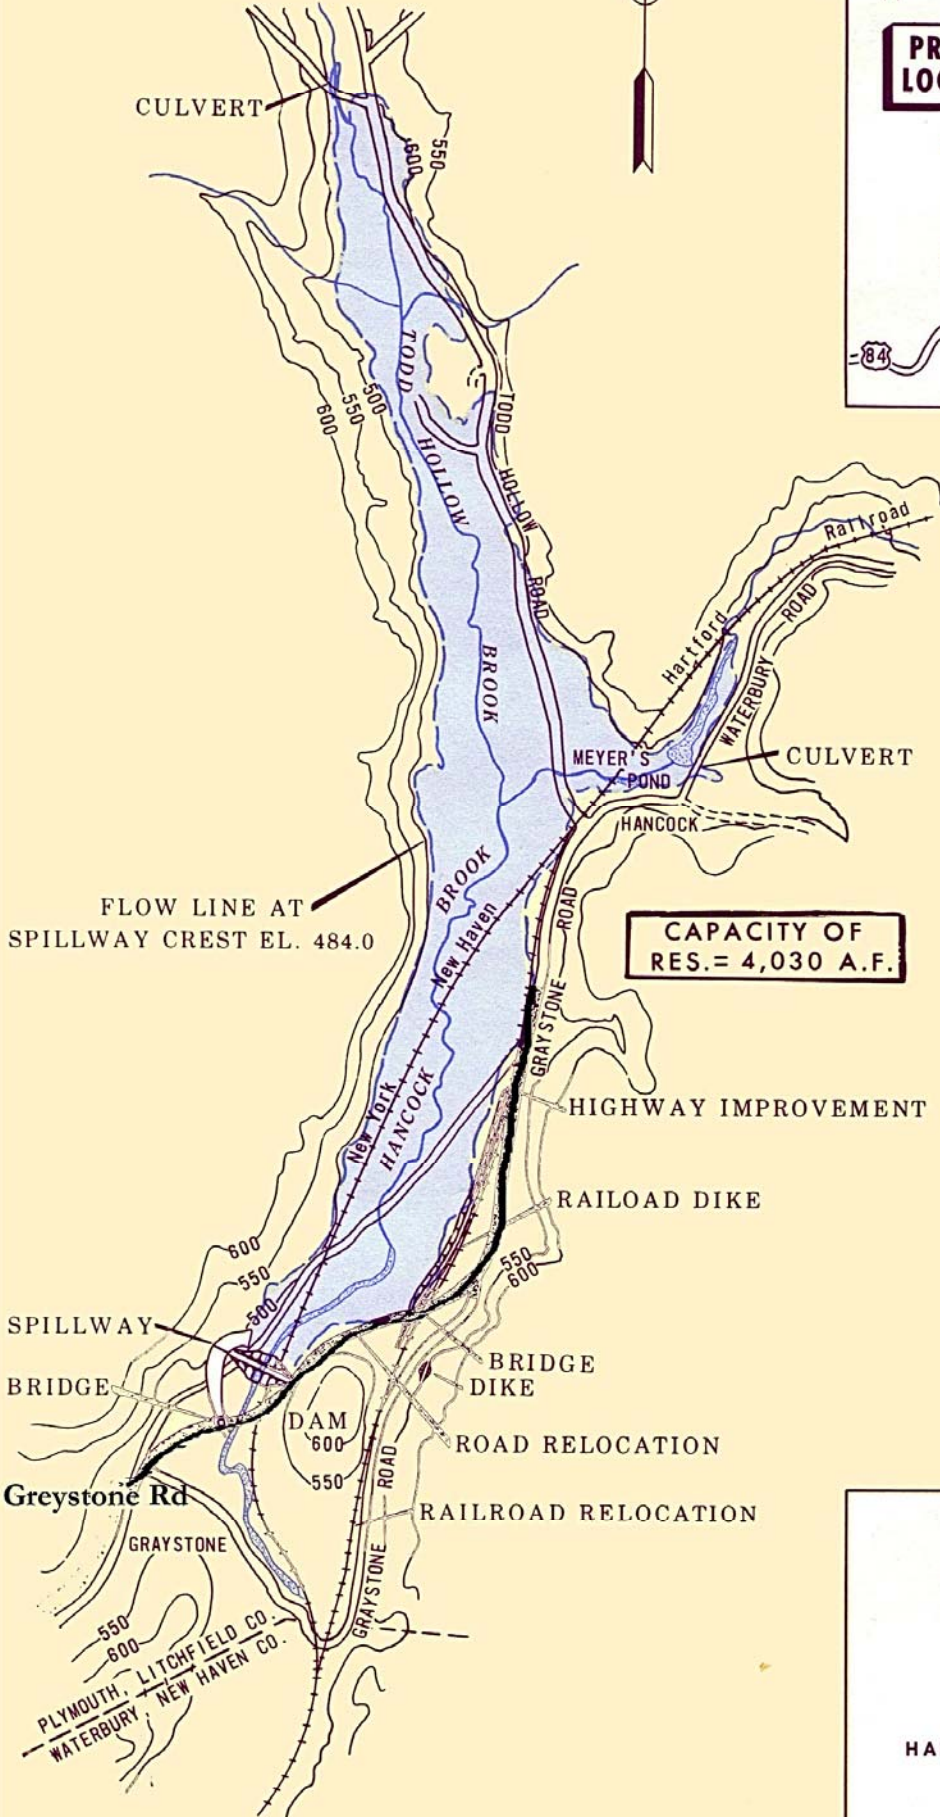 PR
LOC
CULVERT
550
600
84
TODD
HOLLOW
BROOK
500
550
600
TODD
HOLLOW
ROAD
Railroad
Hartford
ROAD
WATERBURY
MEYER'S
POND
CULVERT
HANCOCK
BROOK
New Haven
ROAD
FLOW LINE AT
SPILLWAY CREST EL. 484.0
CAPACITY OF
RES.= 4,030 A.F.
GRAYSTONE
New York
HANCOCK
HIGHWAY IMPROVEMENT
RAILOAD DIKE
600
550
500
550
600
SPILLWAY
BRIDGE
BRIDGE
DIKE
DAM
600
550
ROAD RELOCATION
ROAD
Greystone Rd
RAILROAD RELOCATION
GRAYSTONE
GRAYSTONE
550
600
PLYMOUTH, LITCHFIELD CO.
WATERBURY, NEW HAVEN CO.
HA